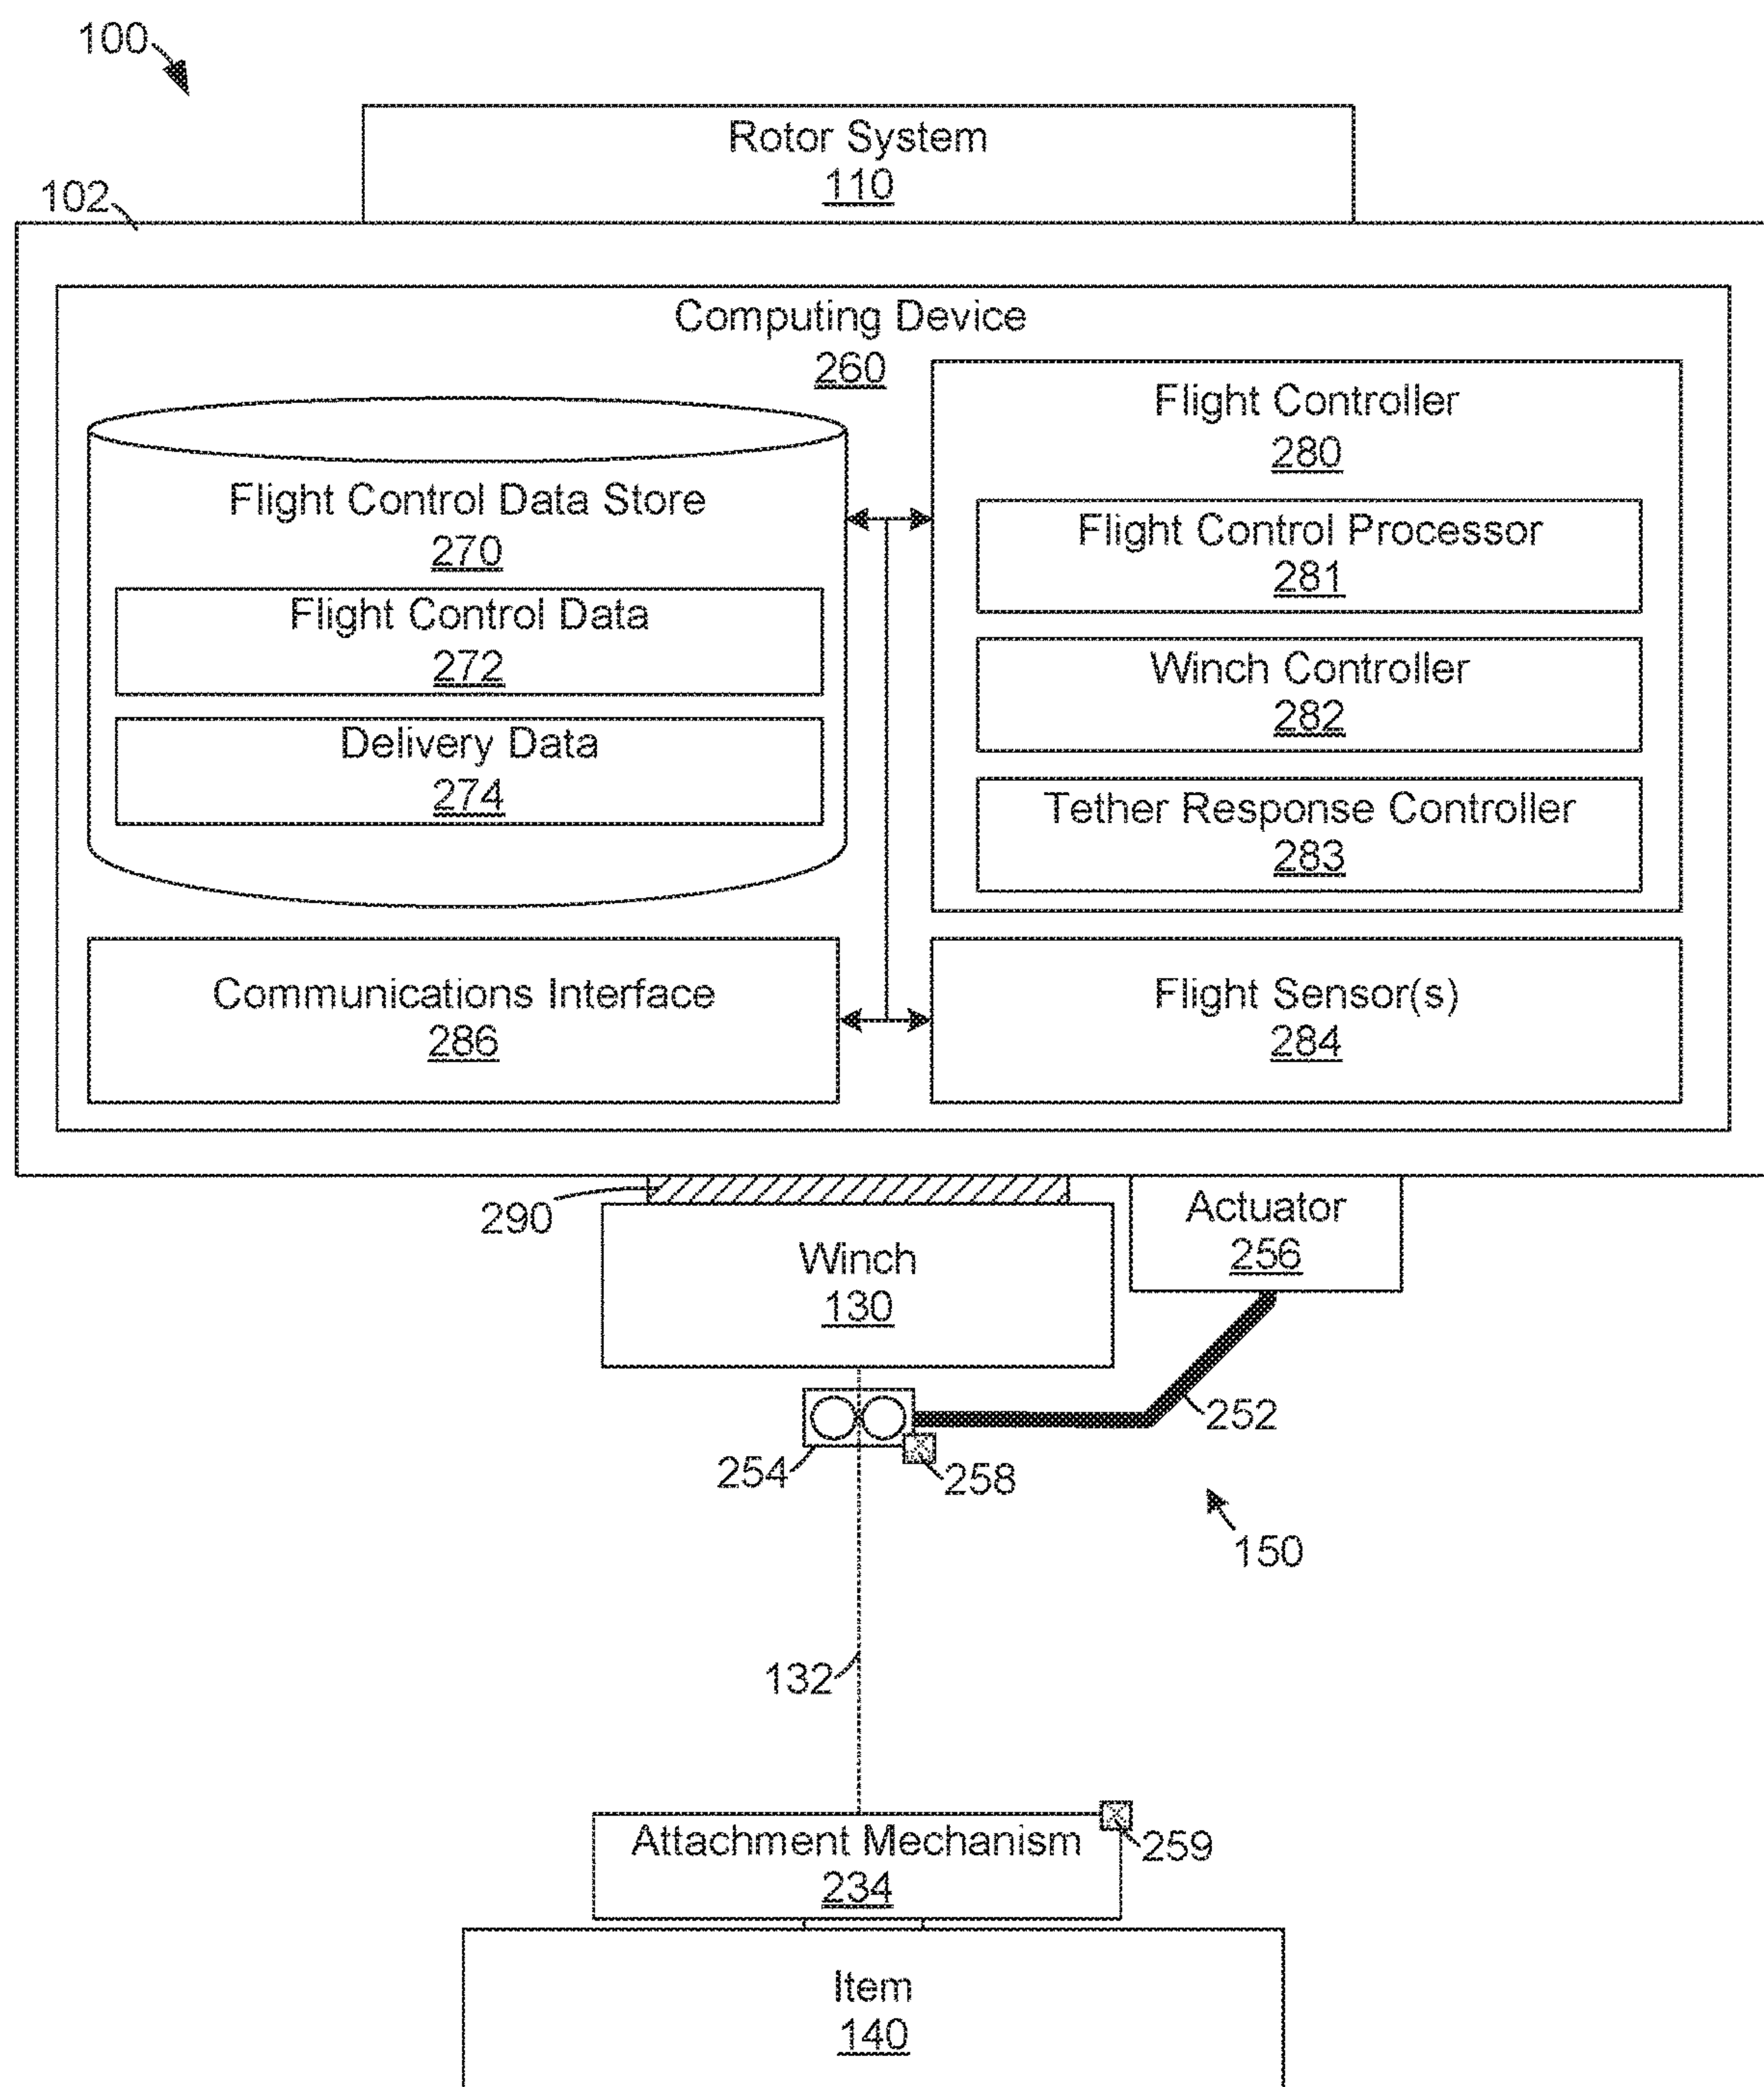 100
Rotor System
110
102
Computing Device
260
Flight Control Data Store
270
Flight Control Data
272
Delivery Data
274
Flight Controller
280
Flight Control Processor
281
Winch Controller
282
Tether Response Controller
283
Communications Interface
286
Flight Sensor(s)
284
290
Winch
130
Actuator
256
252
254
258
150
132
Attachment Mechanism
234
259
Item
140